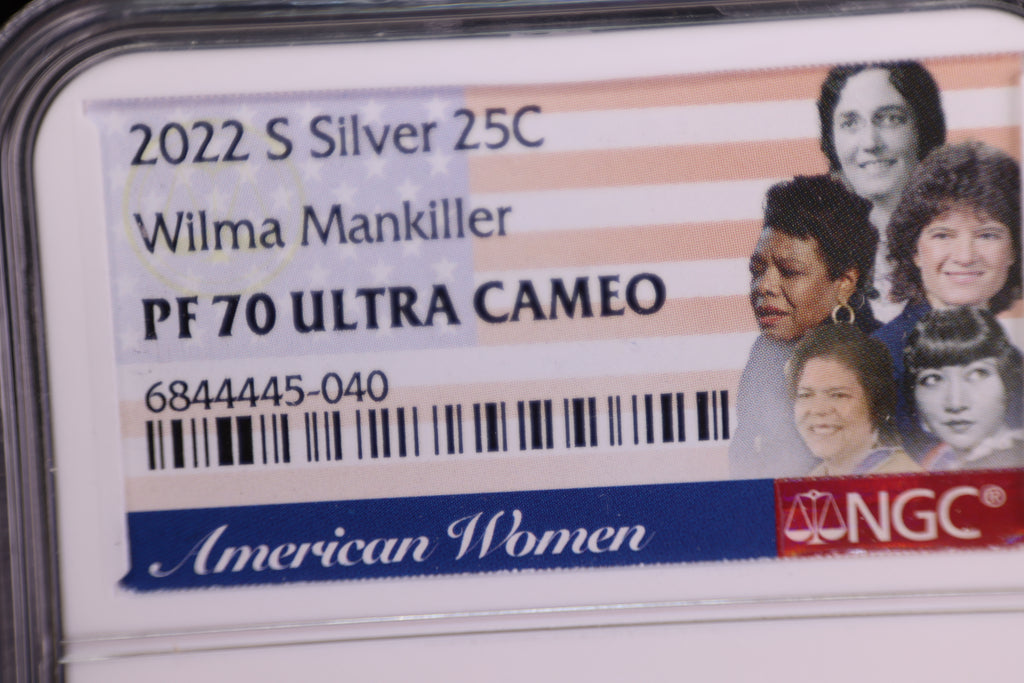 2022 S Silver 25C
Wilma Mankiller
PF 70 ULTRA CAMEO
6844445-040
American Women
NGC®